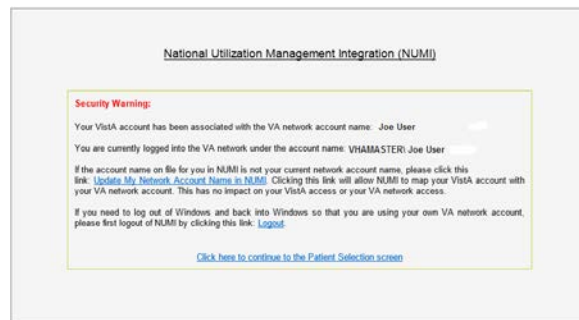 National Utilization Management Integration (NUMI)
Security Warning:
Your VistA account has been associated with the VA network account name: Joe User
You are currently logged into the VA network under the account name: VHAMASTER\ Joe User
If the account name on file for you in NUMI is not your current network account name, please click this
link: Update My Network Account Name in NUMI. Clicking this link will allow NUMI to map your VistA account with
your VA network account. This has no impact on your VistA access or your VA network access.
If you need to log out of Windows and back into Windows so that you are using your own VA network account,
please first logout of NUMI by clicking this link: Logout.
Click here to continue to the Patient Selection screen